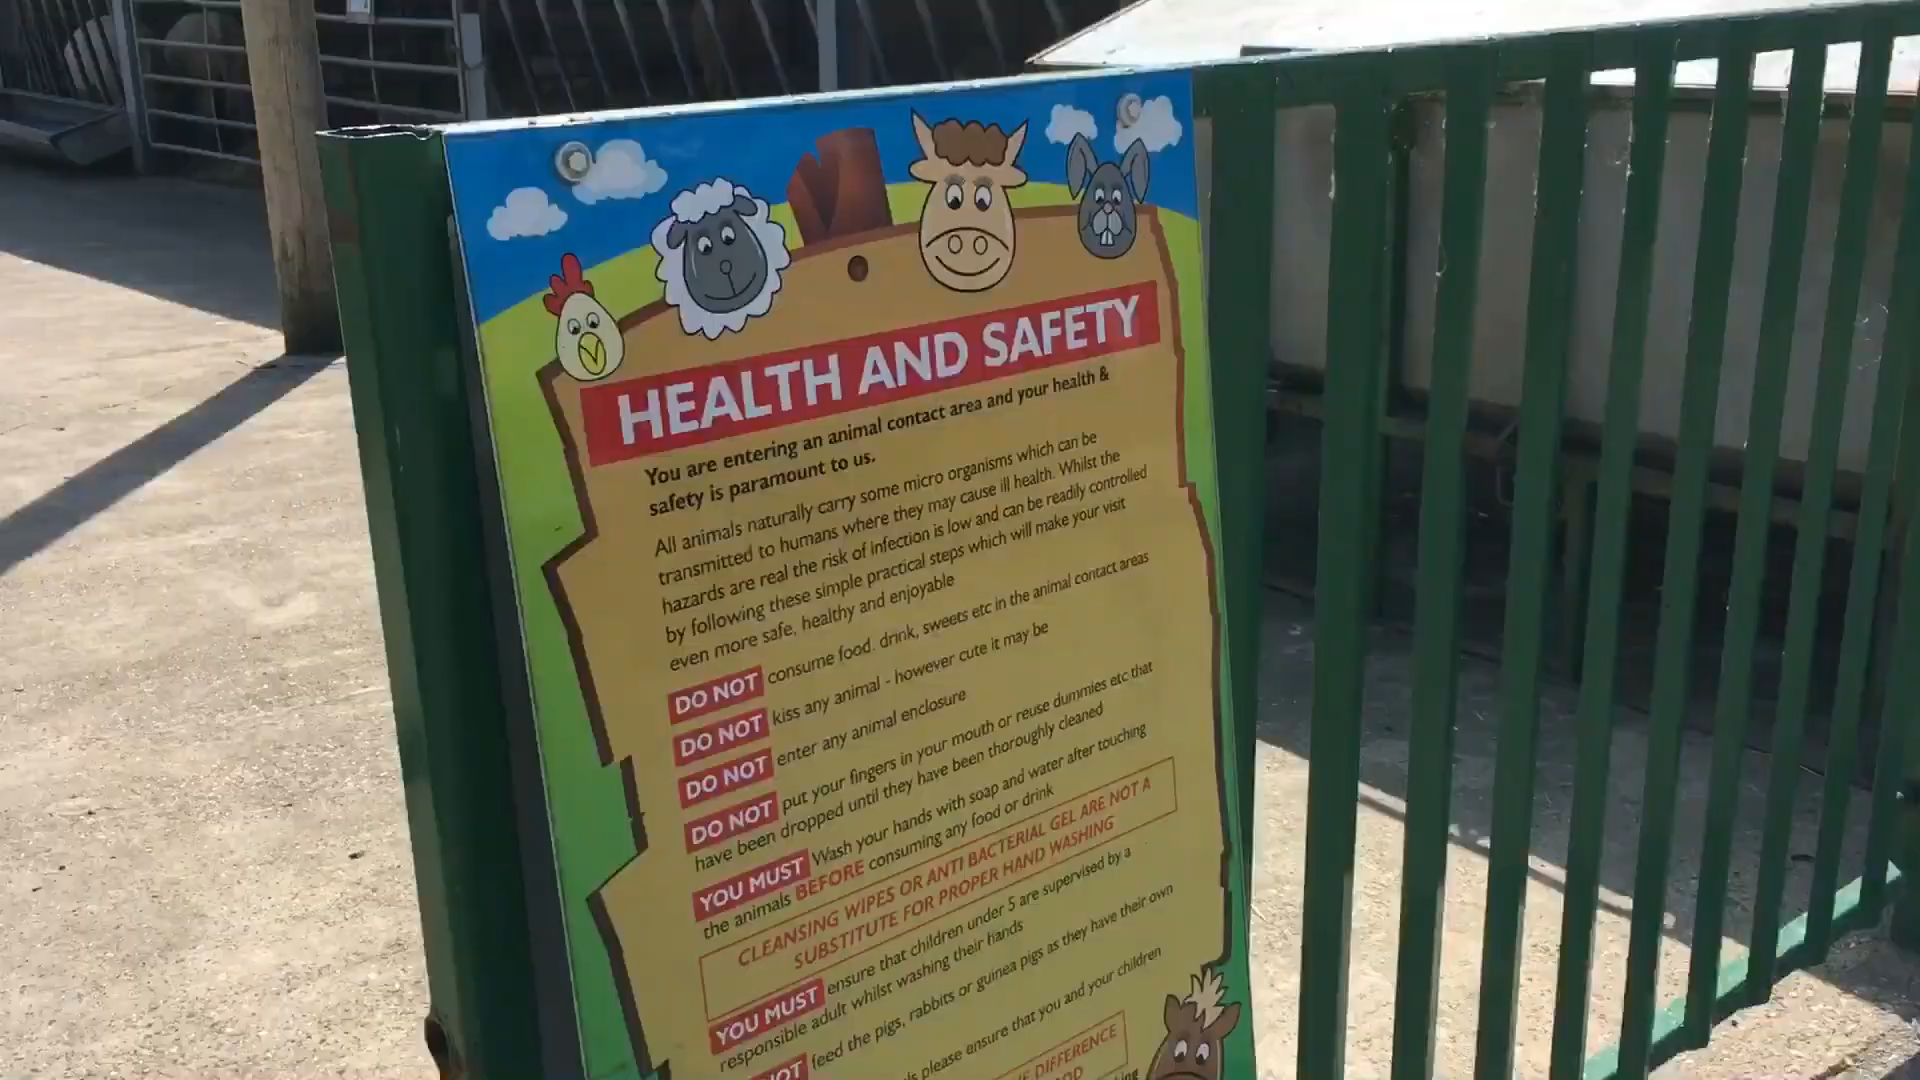 HEALTH AND SAFETY
You are entering an animal contact area and your health &
safety is paramount to us.
All animals naturally carry some micro organisms which can be
transmitted to humans where they may cause ill health. Whilst the
hazards are real the risk of infection is low and can be readily controlled
by following these simple practical steps which will make your visit
even more safe, healthy and enjoyable
DO NOT consume food, drink, sweets etc in the animal contact areas
DO NOT kiss any animal - however cute it may be
DO NOT enter any animal enclosure
DO NOT put your fingers in your mouth or reuse dummies etc that
have been dropped until they have been thoroughly cleaned
YOU MUST Wash your hands with soap and water after touching
the animals BEFORE consuming any food or drink
CLEANSING WIPES OR ANTI BACTERIAL GEL ARE NOT A
SUBSTITUTE FOR PROPER HAND WASHING
YOU MUST ensure that children under 5 are supervised by a
responsible adult whilst washing their hands
NOT feed the pigs, rabbits or guinea pigs as they have their own
please ensure that you and your children
DIFFERENCE